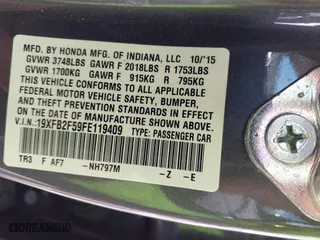 BY HONDA MFG. OF INDIANA, LLC 10/'15
GVWR 3748LBS GAWR F 2018LBS R 1753LBS
GVWR 1700KG GAWR F 915KG R 795KG
THIS VEHICLE CONFORMS TO ALL APPLICABLE
FEDERAL MOTOR VEHICLE SAFETY, BUMPER,
AND THEFT PREVENTION STANDARDS IN EFFECT
ON THE DATE OF MANUFACTURE SHOWN ABOVE.
V.I.N.:19XFB2F59FE119409 TYPE: PASSENGER CAR
TR3 F AF7 -NH797M -Z -E
DREAMBID